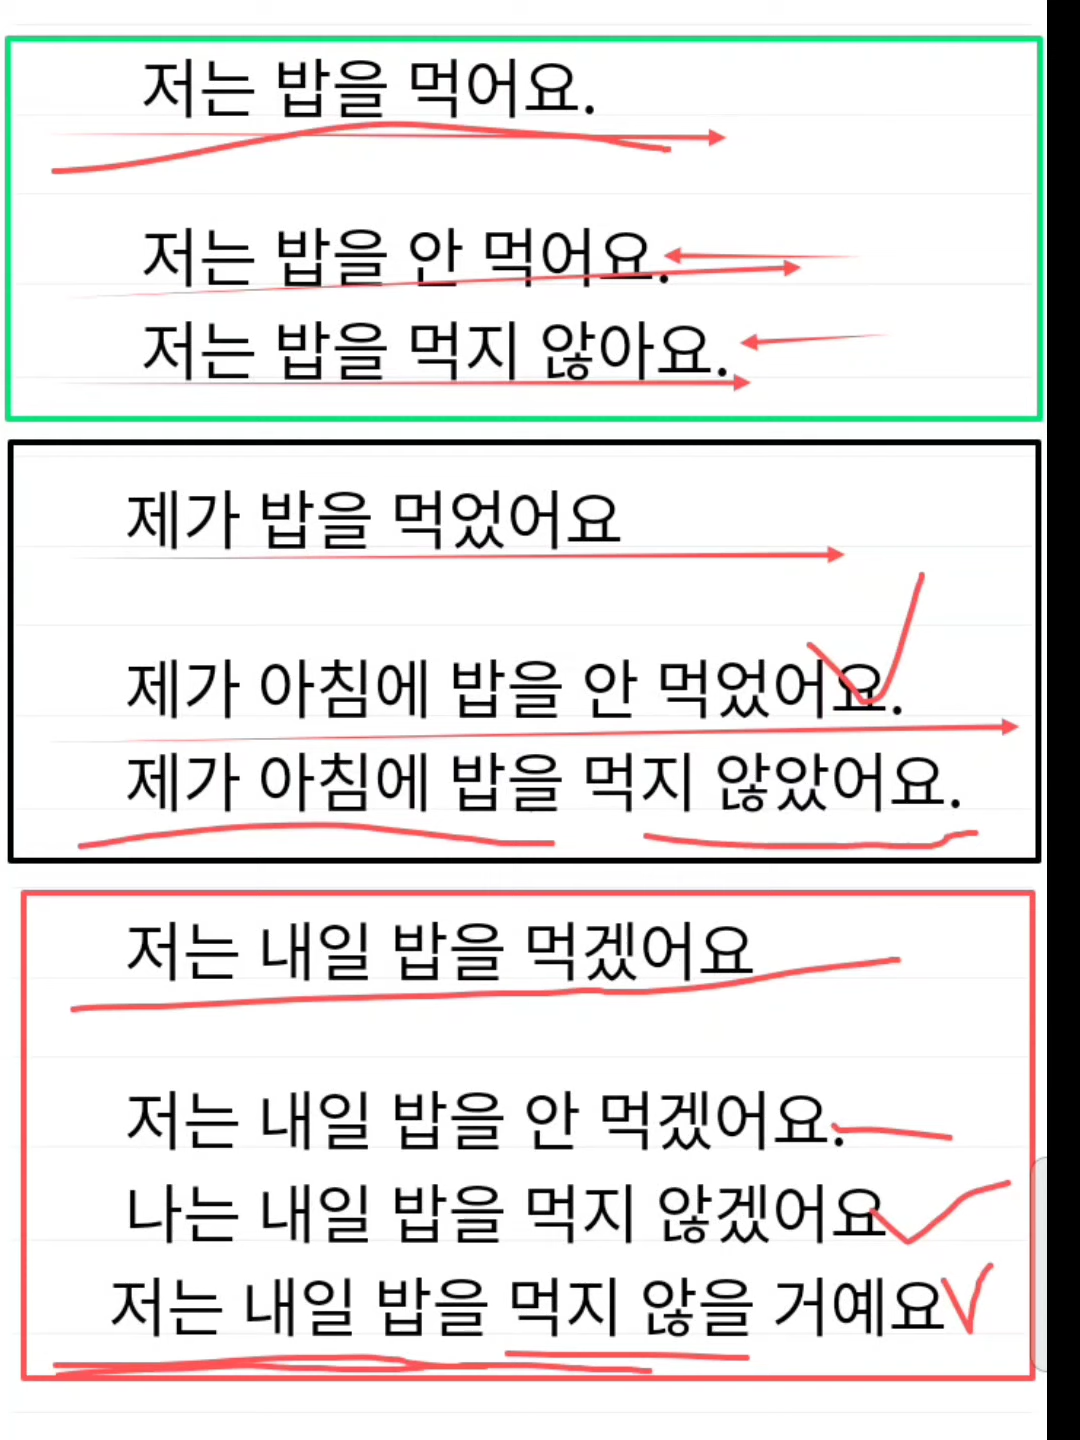 저는 밥을 먹어요.
저는 밥을 안 먹어요.
저는 밥을 먹지 않아요.
제가 밥을 먹었어요
제가 아침에 밥을 안 먹었어요.
제가 아침에 밥을 먹지 않았어요.
저는 내일 밥을 먹겠어요
저는 내일 밥을 안 먹겠어요.
나는 내일 밥을 먹지 않겠어요
저는 내일 밥을 먹지 않을 거예요